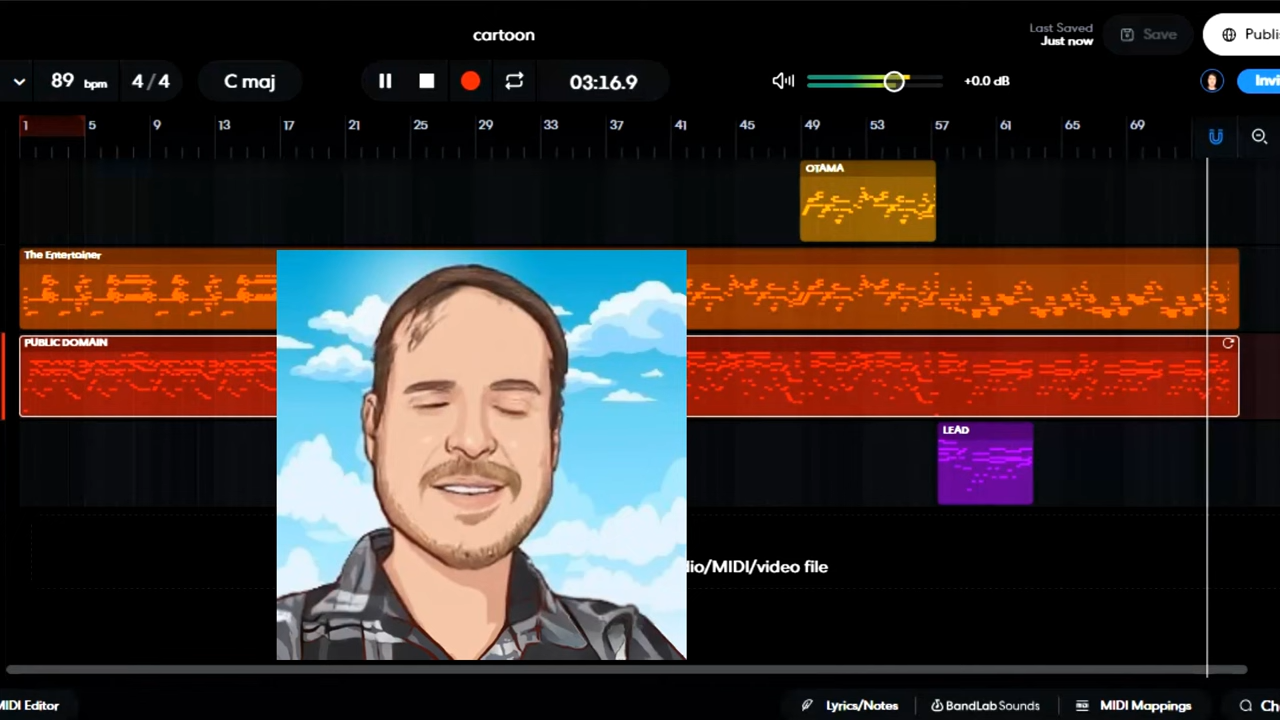 cartoon
Last Saved
Just now
Save
Publis
89 bpm
4/4
C maj
03:16.9
+0.0 dB
Invi
1 5 9 13 17 21 25 29 33 37 41 45 49 53 57 61 65 69
OTAMA
The Entertainer
PUBLIC DOMAIN
LEAD
dio/MIDI/video file
MIDI Editor
Lyrics/Notes
BandLab Sounds
MIDI Mappings
Ch